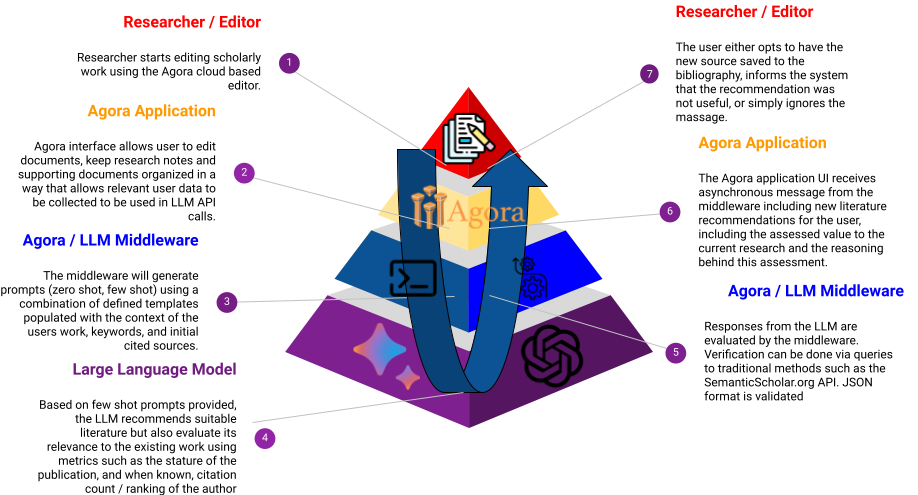 Researcher / Editor
Researcher starts editing scholarly
work using the Agora cloud based
editor.
1
Agora Application
Agora interface allows user to edit
documents, keep research notes and
supporting documents organized in a
way that allows relevant user data to
be collected to be used in LLM API
calls.
2
Agora / LLM Middleware
The middleware will generate
prompts (zero shot, few shot) using a
combination of defined templates
populated with the context of the
users work, keywords, and initial
cited sources.
3
Large Language Model
Based on few shot prompts provided,
the LLM recommends suitable
literature but also evaluate its
relevance to the existing work using
metrics such as the stature of the
publication, and when known, citation
count / ranking of the author
4
Agora
Researcher / Editor
The user either opts to have the
new source saved to the
bibliography, informs the system
that the recommendation was
not useful, or simply ignores the
massage.
7
Agora Application
The Agora application UI receives
asynchronous message from the
middleware including new literature
recommendations for the user,
including the assessed value to the
current research and the reasoning
behind this assessment.
6
Agora / LLM Middleware
Responses from the LLM are
evaluated by the middleware.
Verification can be done via queries
to traditional methods such as the
SemanticScholar.org API. JSON
format is validated
5